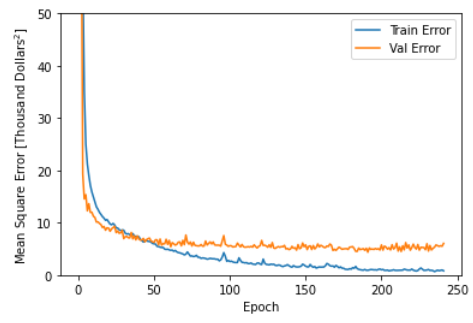 50
40
30
20
10
0
Mean Square Error [Thousand Dollars²]
Train Error
Val Error
0 50 100 150 200 250
Epoch